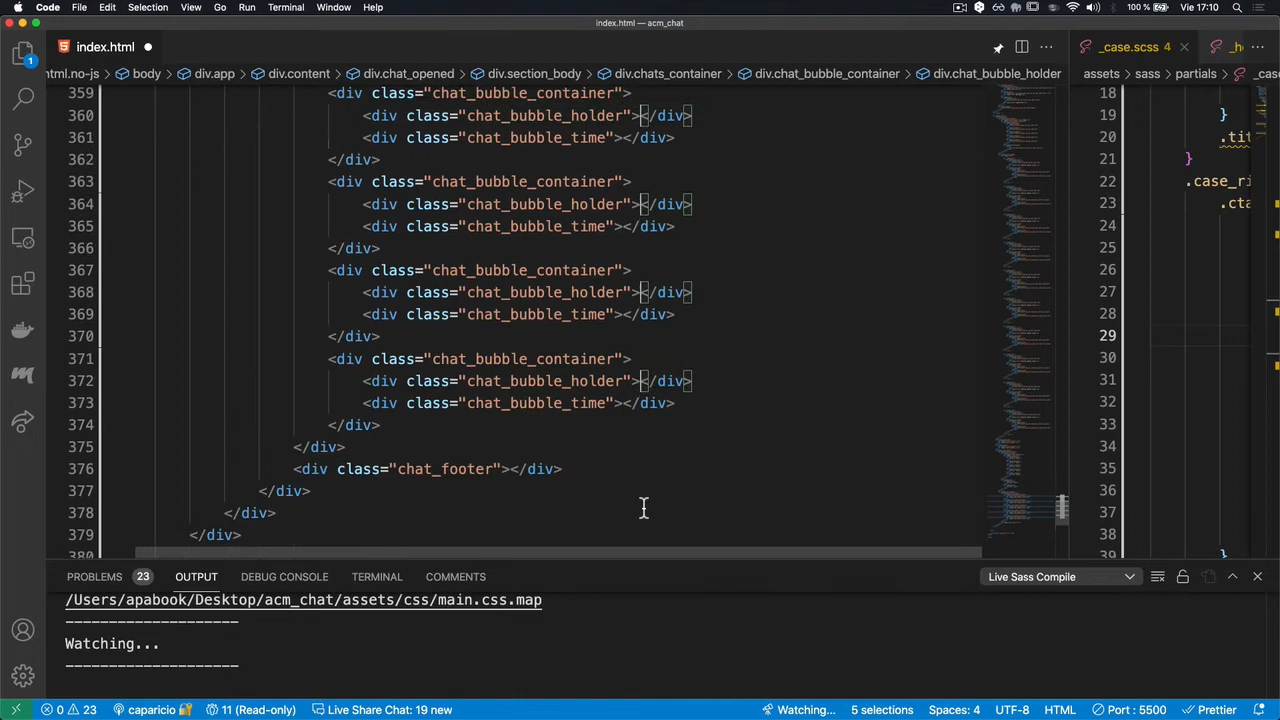 Code File Edit Selection View Go Run Terminal Window Help 100 % Vie 17:10
index.html — acm_chat
index.html
_case.scss 4
html.no-js body div.app div.content div.chat_opened div.section_body div.chats_container div.chat_bubble_container div.chat_bubble_holder
assets sass partials
359 <div class="chat_bubble_container">
360 <div class="chat_bubble_holder"></div>
361 <div class="chat_bubble_time"></div>
362 </div>
363 <div class="chat_bubble_container">
364 <div class="chat_bubble_holder"></div>
365 <div class="chat_bubble_time"></div>
366 </div>
367 <div class="chat_bubble_container">
368 <div class="chat_bubble_holder"></div>
369 <div class="chat_bubble_time"></div>
370 </div>
371 <div class="chat_bubble_container">
372 <div class="chat_bubble_holder"></div>
373 <div class="chat_bubble_time"></div>
374 </div>
375 </div>
376 <div class="chat_footer"></div>
377 </div>
378 </div>
379 </div>
380
18
19 }
20 .tit
21 }
22 .case_ri
23 .cta
25
26
27
28
29
30
31
32
33
34
35
36
37
38
39 }
1
PROBLEMS 23 OUTPUT DEBUG CONSOLE TERMINAL COMMENTS Live Sass Compile
/Users/apabook/Desktop/acm_chat/assets/css/main.css.map
--------------------
Watching...
--------------------
0 23 caparicio 11 (Read-only) Live Share Chat: 19 new Watching... 5 selections Spaces: 4 UTF-8 HTML Port : 5500 Prettier